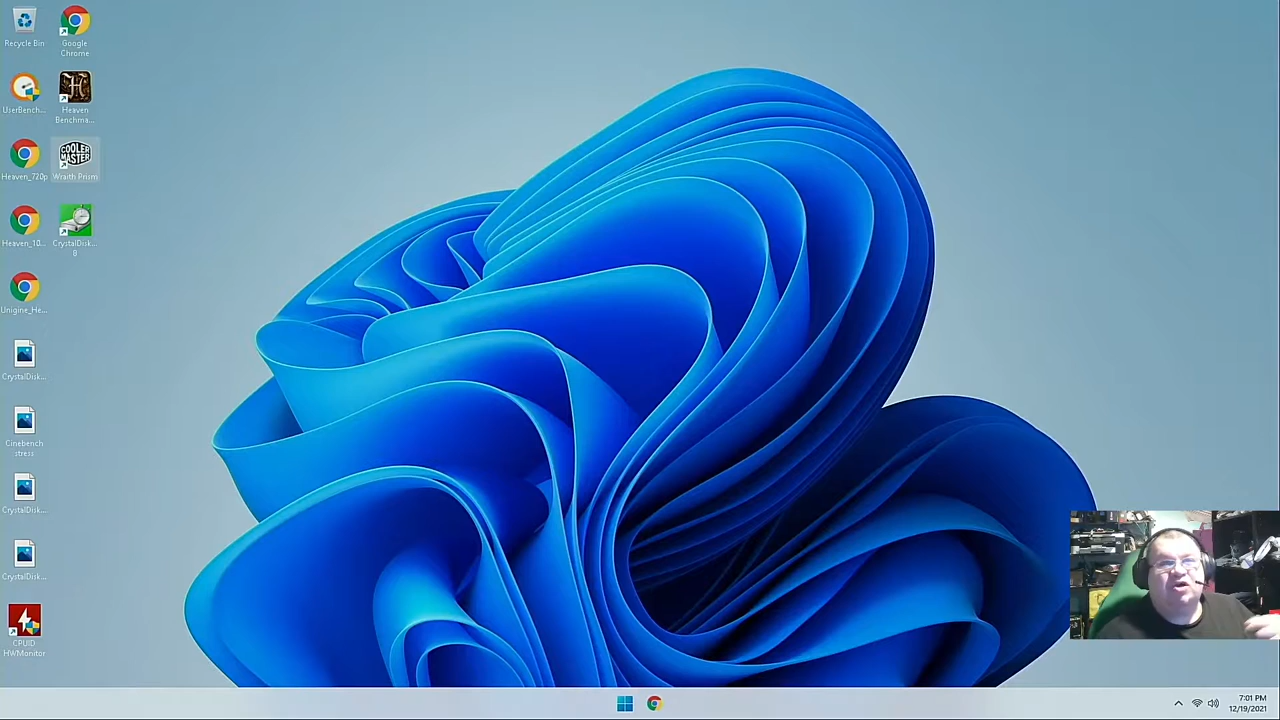 Recycle Bin
Google
Chrome
UserBench...
Heaven
Benchma...
Heaven_720p
COOLER
MASTER
Wraith Prism
Heaven_10...
CrystalDisk...
8
Unigine_He...
CrystalDisk...
Cinebench
stress
CrystalDisk...
CrystalDisk...
CPUID
HWMonitor
7:01 PM
12/19/2021